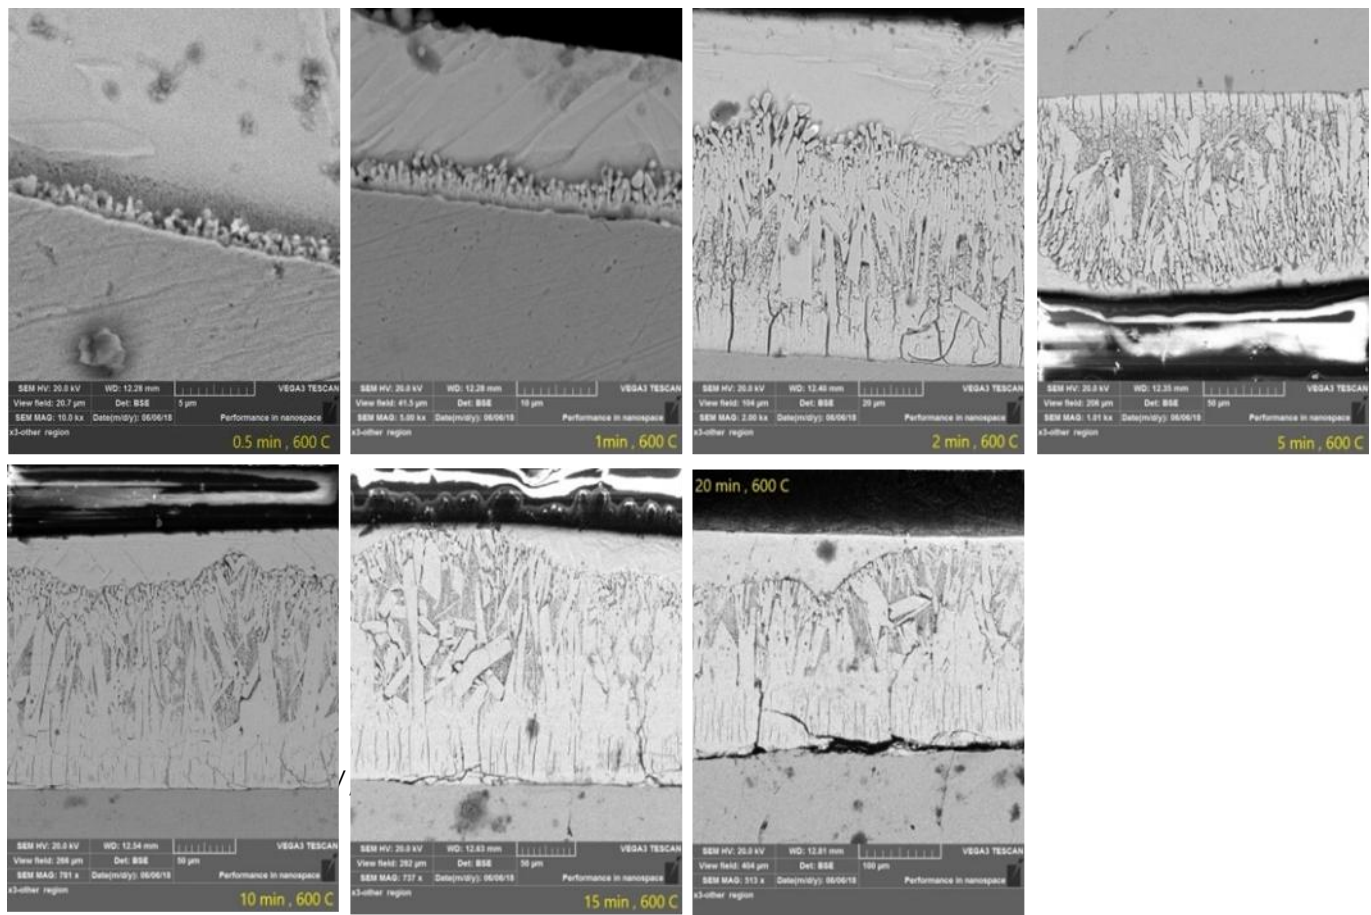 SEM HV: 20.0 kV WD: 12.28 mm VEGA3 TESCAN
View field: 20.7 µm Det: BSE 5 µm
SEM MAG: 10.0 kx Date(m/d/y): 06/06/18 Performance in nanospace
x3-other region
0.5 min , 600 C
SEM HV: 20.0 kV WD: 12.28 mm VEGA3 TESCAN
View field: 41.5 µm Det: BSE 10 µm
SEM MAG: 5.00 kx Date(m/d/y): 06/06/18 Performance in nanospace
x3-other region
1min , 600 C
SEM HV: 20.0 kV WD: 12.40 mm VEGA3 TESCAN
View field: 104 µm Det: BSE 20 µm
SEM MAG: 2.00 kx Date(m/d/y): 06/06/18 Performance in nanospace
x3-other region
2 min , 600 C
SEM HV: 20.0 kV WD: 12.35 mm VEGA3 TESCAN
View field: 206 µm Det: BSE 50 µm
SEM MAG: 1.01 kx Date(m/d/y): 06/06/18 Performance in nanospace
x3-other region
5 min , 600 C
SEM HV: 20.0 kV WD: 12.54 mm VEGA3 TESCAN
View field: 266 µm Det: BSE 50 µm
SEM MAG: 781 x Date(m/d/y): 06/06/18 Performance in nanospace
x3-other region
10 min , 600 C
SEM HV: 20.0 kV WD: 12.63 mm VEGA3 TESCAN
View field: 282 µm Det: BSE 50 µm
SEM MAG: 737 x Date(m/d/y): 06/06/18 Performance in nanospace
x3-other region
15 min , 600 C
20 min , 600 C
SEM HV: 20.0 kV WD: 12.81 mm VEGA3 TESCAN
View field: 404 µm Det: BSE 100 µm
SEM MAG: 513 x Date(m/d/y): 06/06/18 Performance in nanospace
x3-other region